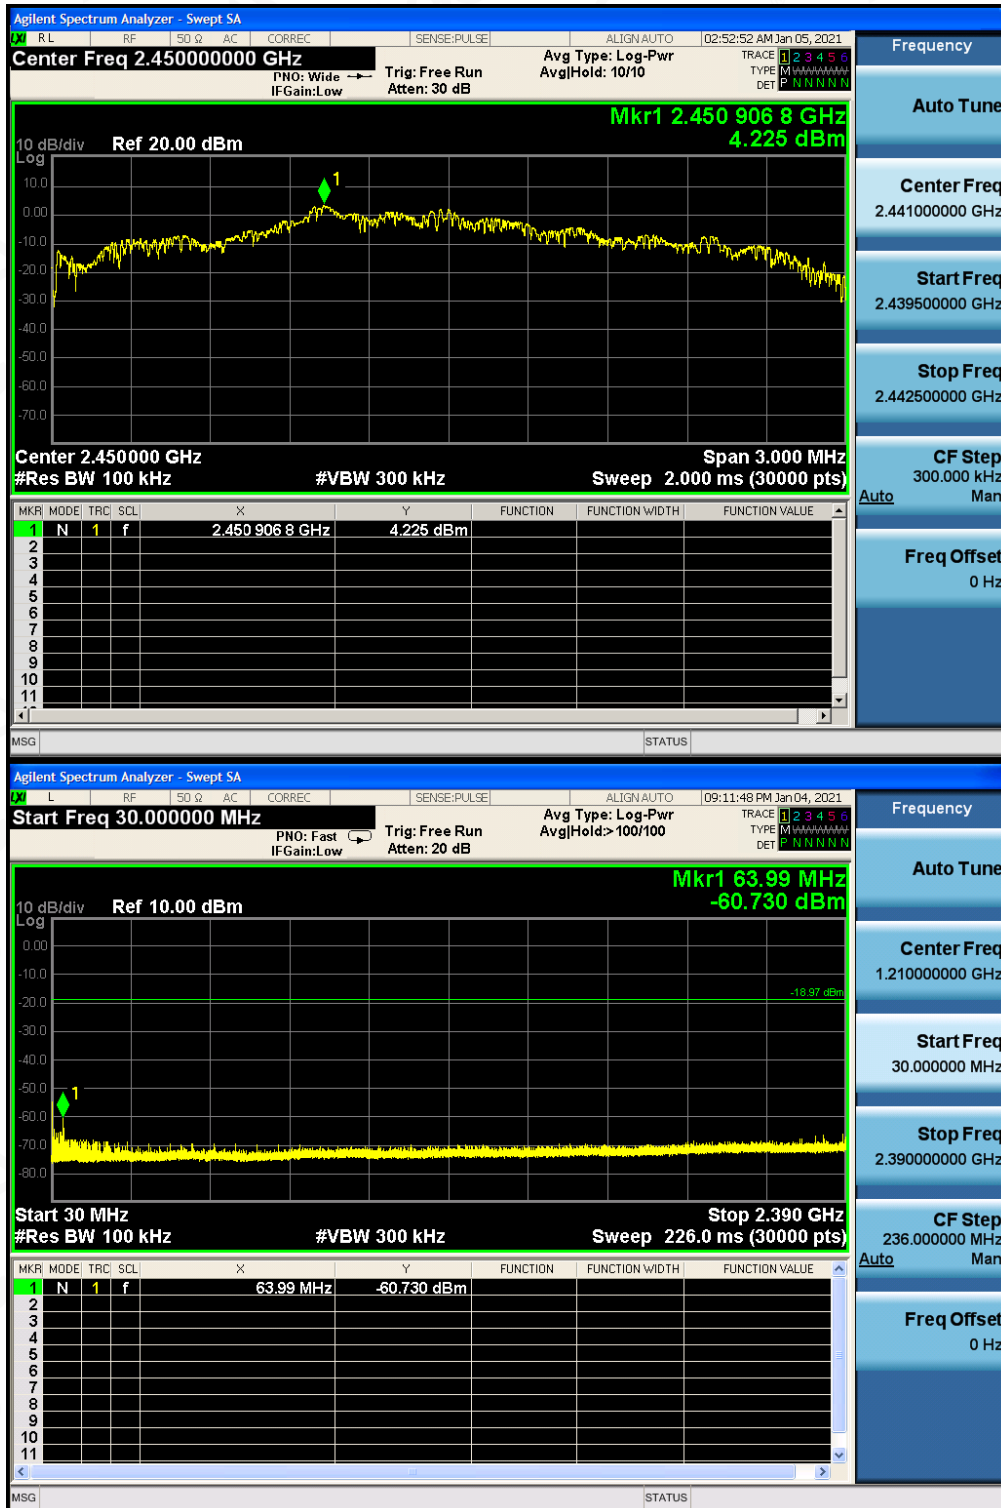 Agilent Spectrum Analyzer - Swept SA
LXI RL RF 50 Ω AC CORREC SENSE:PULSE ALIGN AUTO 02:52:52 AM Jan 05, 2021
Center Freq 2.450000000 GHz
PNO: Wide
IFGain:Low
Trig: Free Run
Atten: 30 dB
Avg Type: Log-Pwr
Avg|Hold: 10/10
TRACE 1 2 3 4 5 6
TYPE M
DET P N N N N N
Frequency
Auto Tune
Center Freq
2.441000000 GHz
Start Freq
2.439500000 GHz
Stop Freq
2.442500000 GHz
CF Step
300.000 kHz
Auto Man
Freq Offset
0 Hz
Mkr1 2.450 906 8 GHz
4.225 dBm
10 dB/div Ref 20.00 dBm
Log
10.0
0.00
-10.0
-20.0
-30.0
-40.0
-50.0
-60.0
-70.0
1
Center 2.450000 GHz Span 3.000 MHz
#Res BW 100 kHz #VBW 300 kHz Sweep 2.000 ms (30000 pts)
MKR MODE TRC SCL X Y FUNCTION FUNCTION WIDTH FUNCTION VALUE
1 N 1 f 2.450 906 8 GHz 4.225 dBm
2
3
4
5
6
7
8
9
10
11
MSG STATUS
Agilent Spectrum Analyzer - Swept SA
LXI L RF 50 Ω AC CORREC SENSE:PULSE ALIGN AUTO 09:11:48 PM Jan 04, 2021
Start Freq 30.000000 MHz
PNO: Fast
IFGain:Low
Trig: Free Run
Atten: 20 dB
Avg Type: Log-Pwr
Avg|Hold:>100/100
TRACE 1 2 3 4 5 6
TYPE M
DET P N N N N N
Frequency
Auto Tune
Center Freq
1.210000000 GHz
Start Freq
30.000000 MHz
Stop Freq
2.390000000 GHz
CF Step
236.000000 MHz
Auto Man
Freq Offset
0 Hz
Mkr1 63.99 MHz
-60.730 dBm
10 dB/div Ref 10.00 dBm
Log
0.00
-10.0
-20.0
-30.0
-40.0
-50.0
-60.0
-70.0
-80.0
-18.97 dBm
1
Start 30 MHz Stop 2.390 GHz
#Res BW 100 kHz #VBW 300 kHz Sweep 226.0 ms (30000 pts)
MKR MODE TRC SCL X Y FUNCTION FUNCTION WIDTH FUNCTION VALUE
1 N 1 f 63.99 MHz -60.730 dBm
2
3
4
5
6
7
8
9
10
11
MSG STATUS